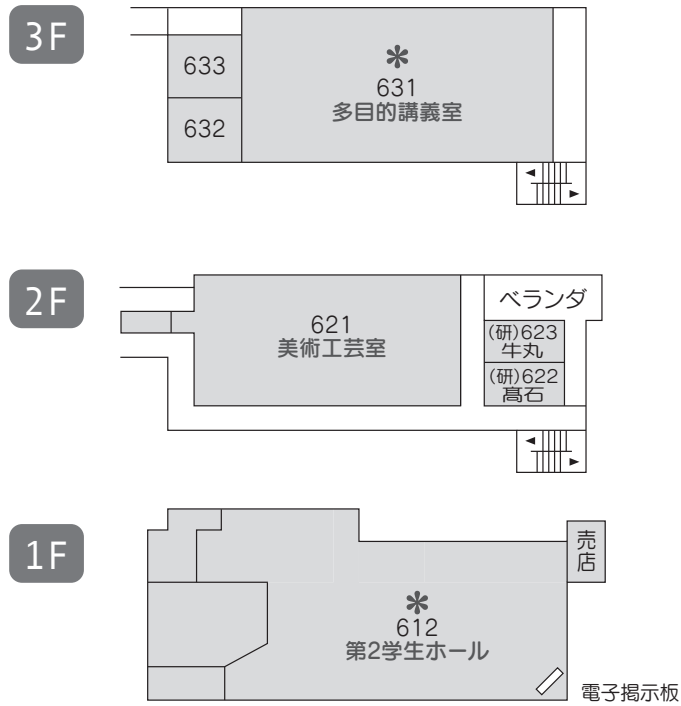 3F
633
632
＊
631
多目的講義室
2F
621
美術工芸室
ベランダ
(研)623
牛丸
(研)622
髙石
1F
売店
＊
612
第2学生ホール
電子掲示板